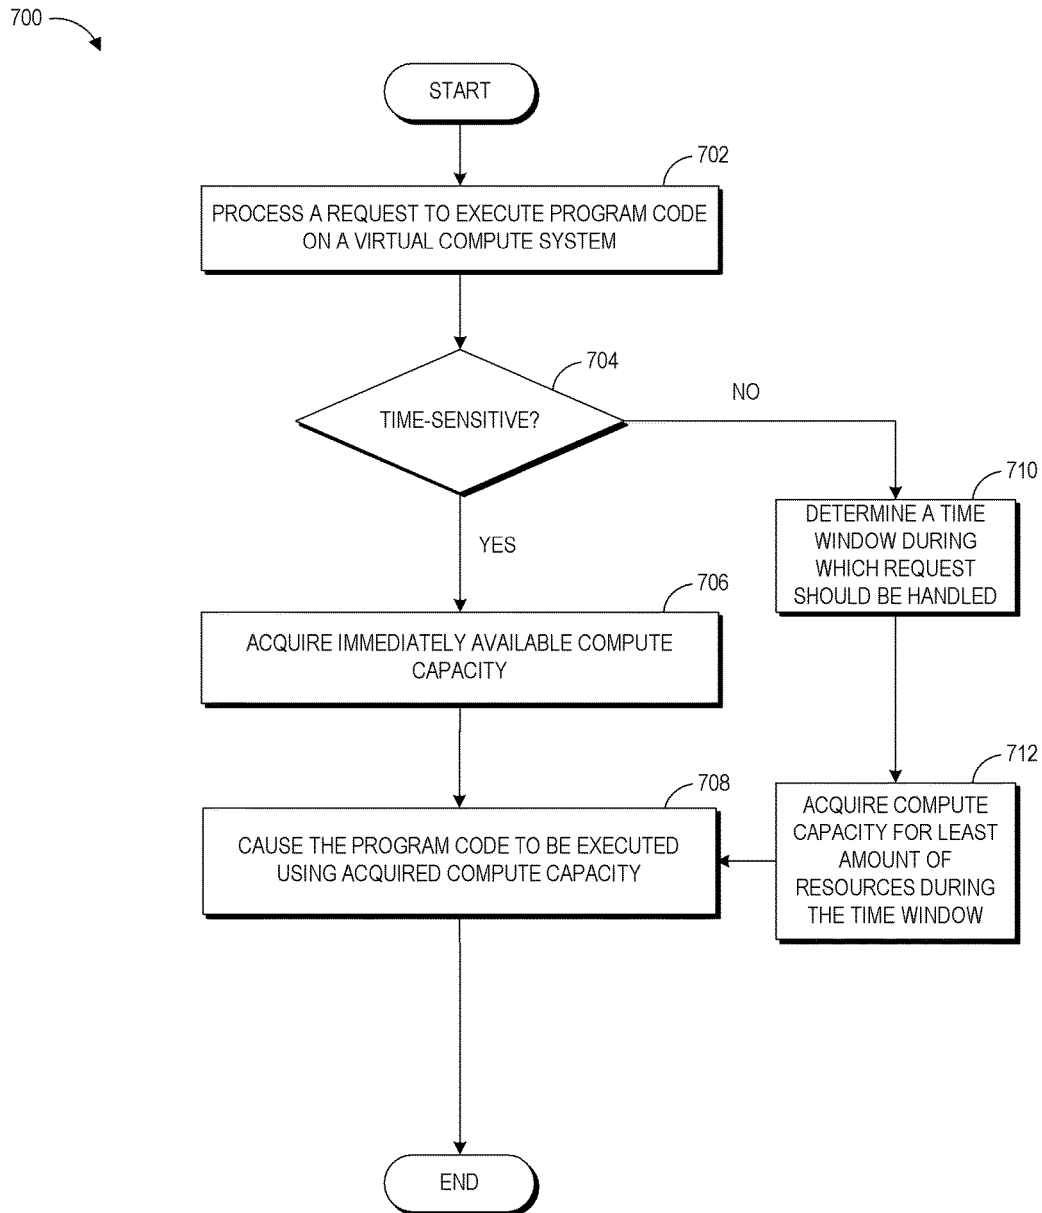 700
START
702
PROCESS A REQUEST TO EXECUTE PROGRAM CODE
ON A VIRTUAL COMPUTE SYSTEM
704
TIME-SENSITIVE?
NO
YES
710
DETERMINE A TIME
WINDOW DURING
WHICH REQUEST
SHOULD BE HANDLED
706
ACQUIRE IMMEDIATELY AVAILABLE COMPUTE
CAPACITY
708
CAUSE THE PROGRAM CODE TO BE EXECUTED
USING ACQUIRED COMPUTE CAPACITY
712
ACQUIRE COMPUTE
CAPACITY FOR LEAST
AMOUNT OF
RESOURCES DURING
THE TIME WINDOW
END